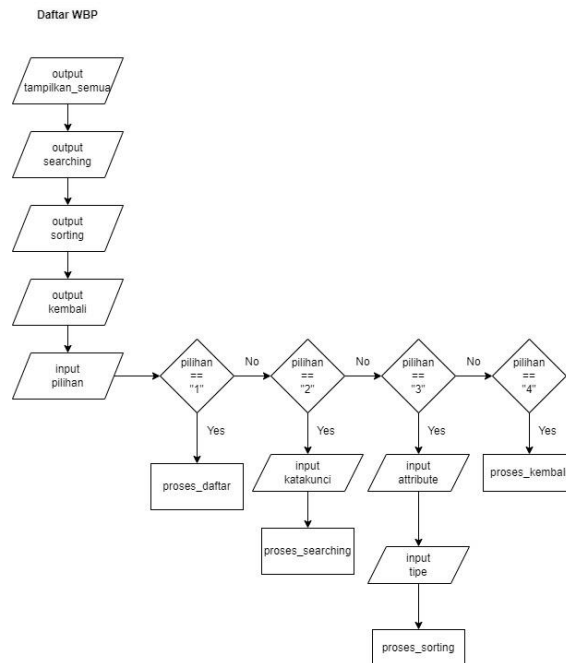 Daftar WBP
output
tampilkan_semua
output
searching
output
sorting
output
kembali
input
pilihan
pilihan
==
"1"
No
pilihan
==
"2"
No
pilihan
==
"3"
No
pilihan
==
"4"
Yes
Yes
Yes
Yes
proses_daftar
input
katakunci
input
attribute
proses_kembali
proses_searching
input
tipe
proses_sorting